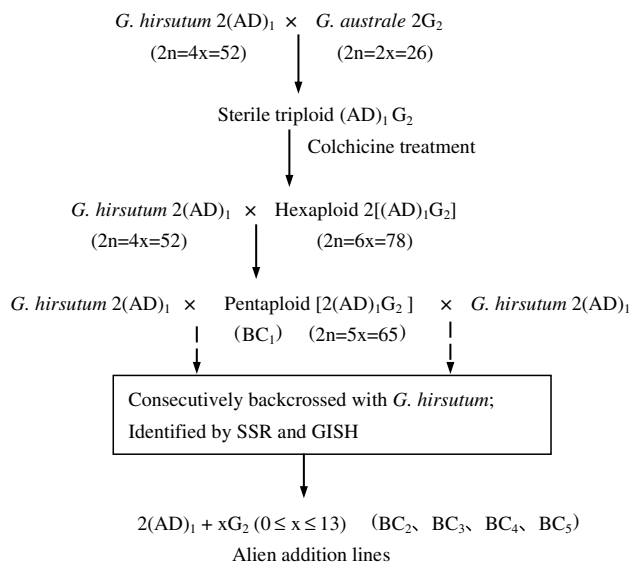 G. hirsutum 2(AD)₁ × G. australe 2G₂
(2n=4x=52) (2n=2x=26)
Sterile triploid (AD)₁ G₂
Colchicine treatment
G. hirsutum 2(AD)₁ × Hexaploid 2[(AD)₁G₂]
(2n=4x=52) (2n=6x=78)
G. hirsutum 2(AD)₁ × Pentaploid [2(AD)₁G₂ ] × G. hirsutum 2(AD)₁
(BC₁) (2n=5x=65)
Consecutively backcrossed with G. hirsutum;
Identified by SSR and GISH
2(AD)₁ + xG₂ (0 ≤ x ≤ 13) (BC₂、BC₃、BC₄、BC₅)
Alien addition lines